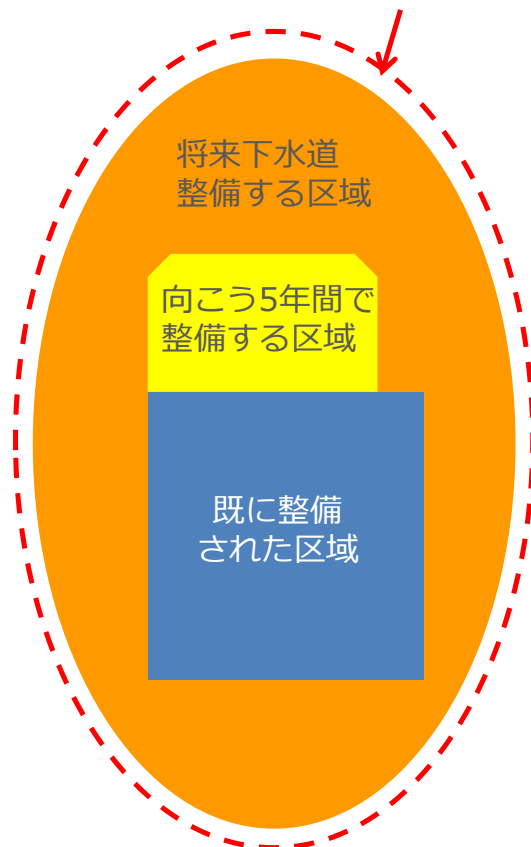 将来下水道
整備する区域
向こう5年間で
整備する区域
既に整備
された区域